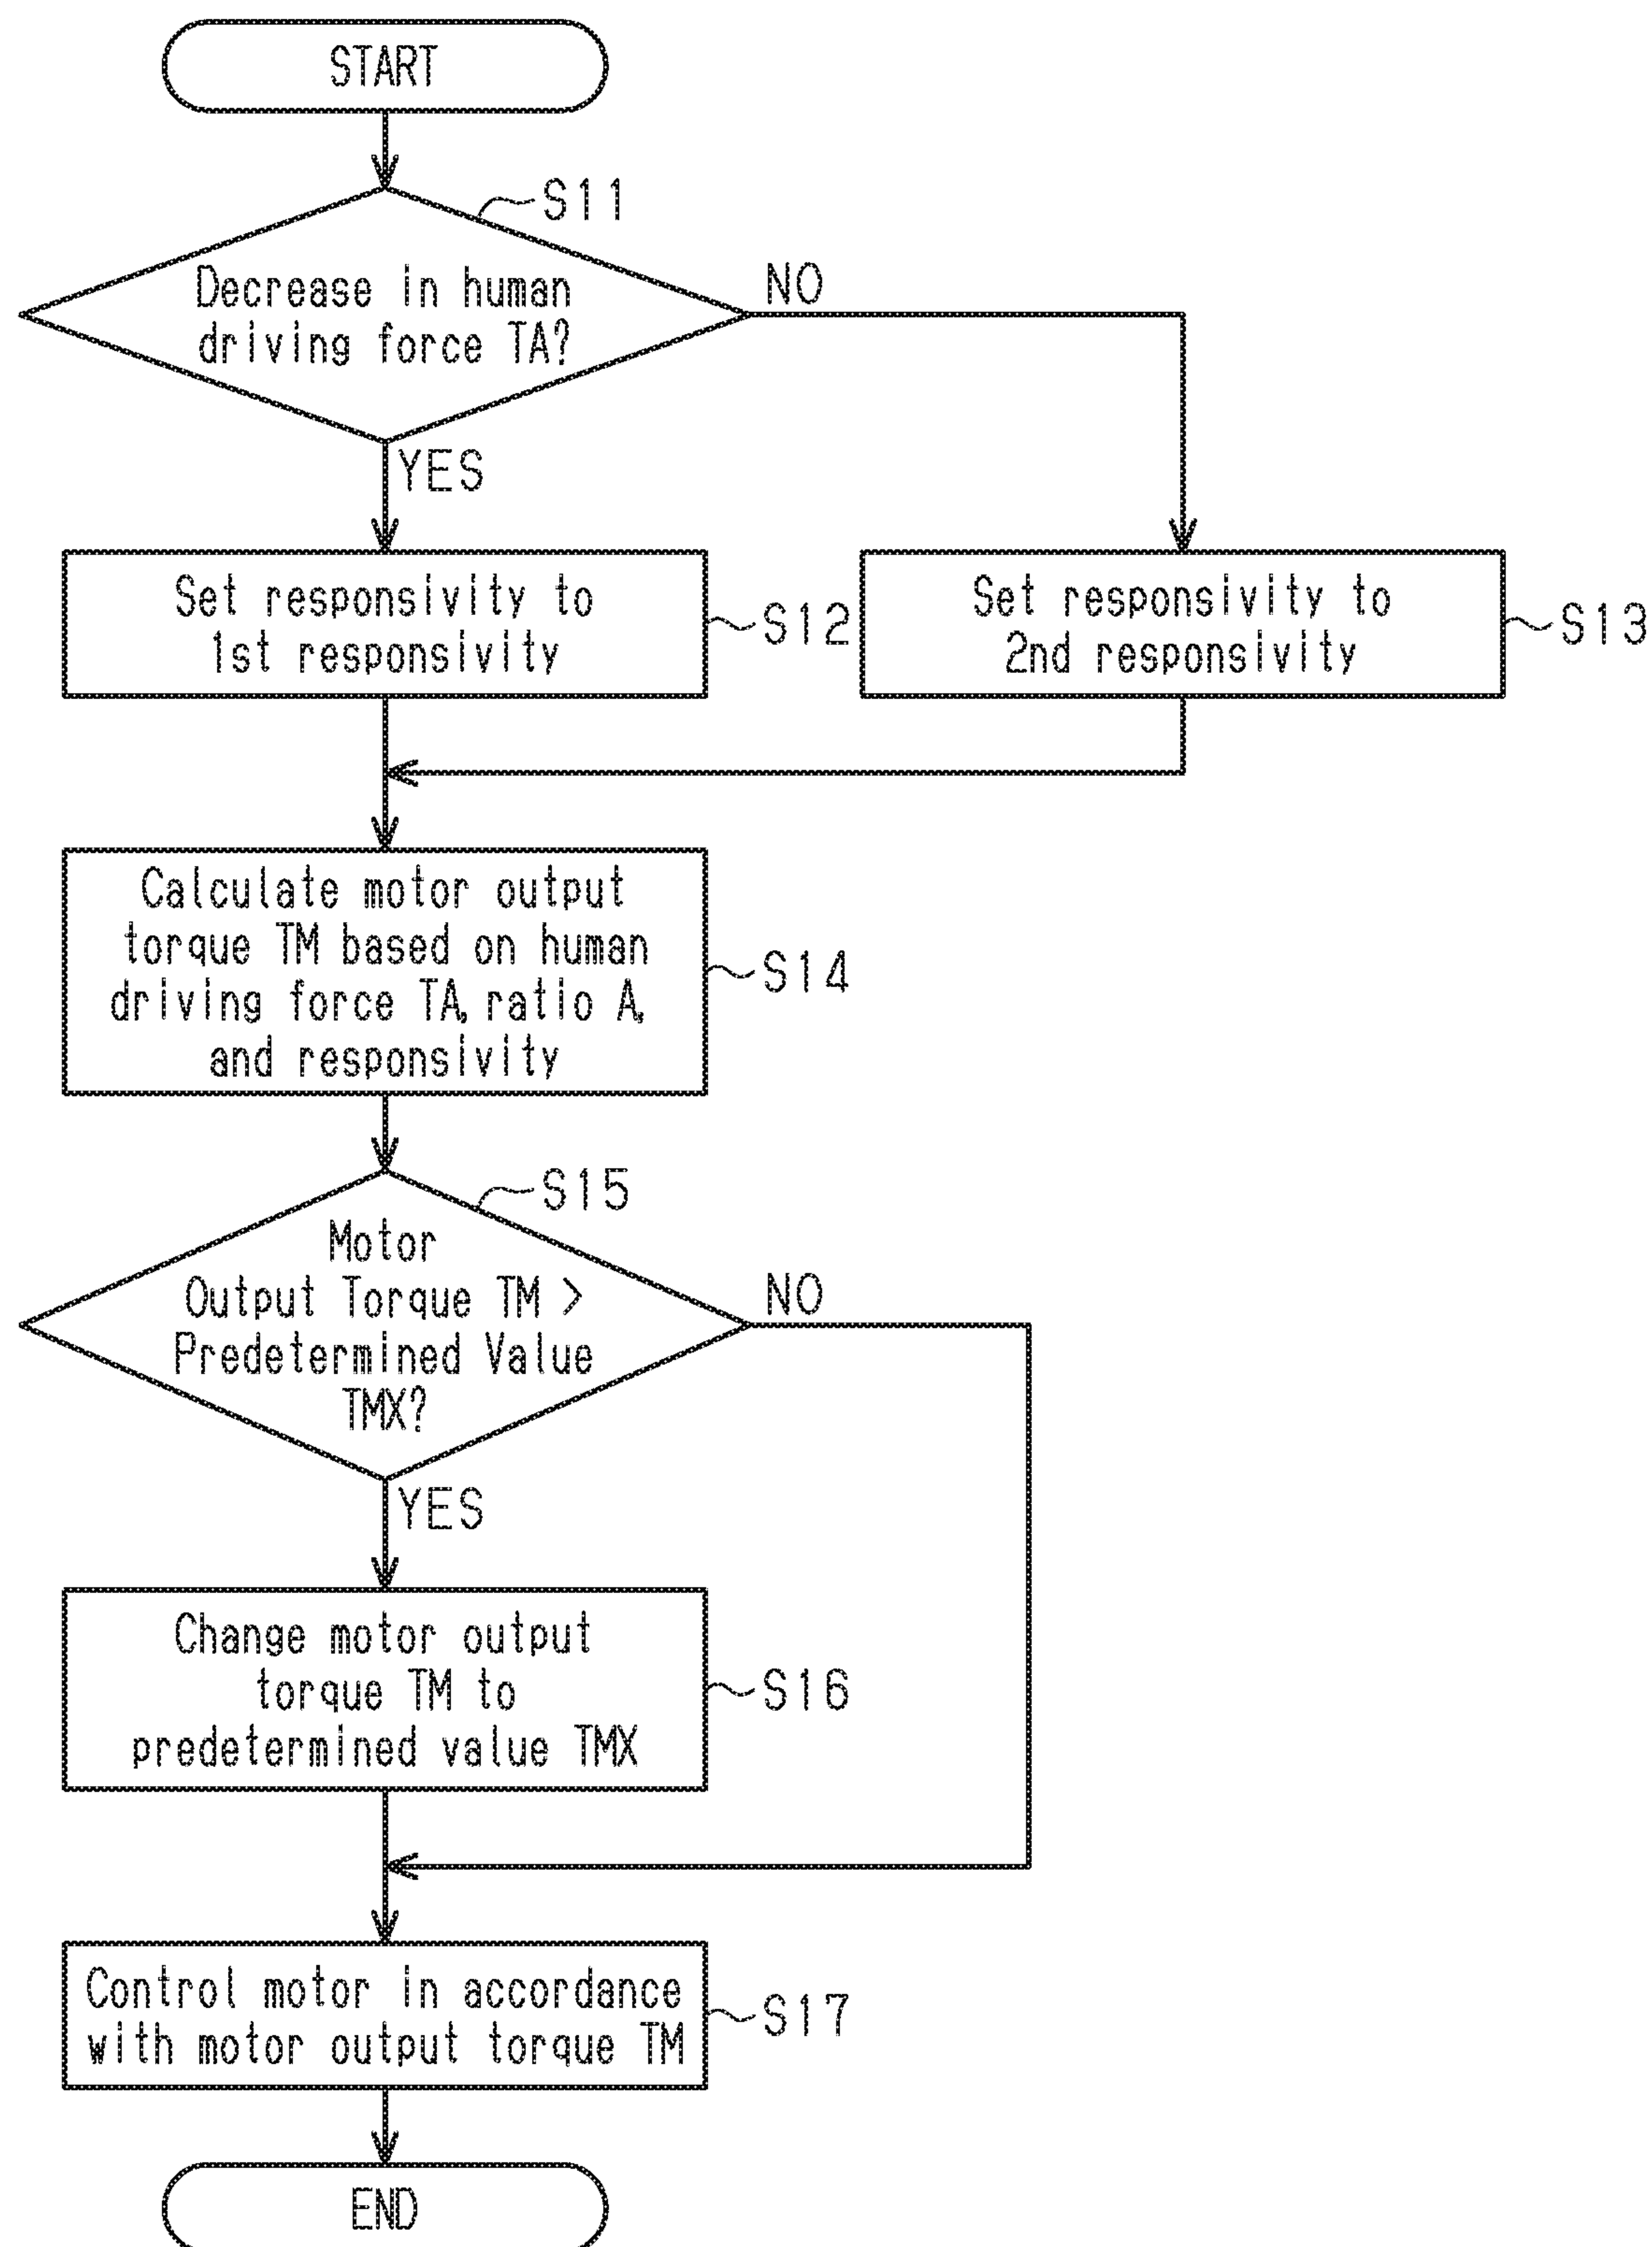 START
S11
Decrease in human
driving force TA?
NO
YES
Set responsivity to
1st responsivity
S12
Set responsivity to
2nd responsivity
S13
Calculate motor output
torque TM based on human
driving force TA, ratio A,
and responsivity
S14
S15
Motor
Output Torque TM >
Predetermined Value
TMX?
NO
YES
Change motor output
torque TM to
predetermined value TMX
S16
Control motor in accordance
with motor output torque TM
S17
END